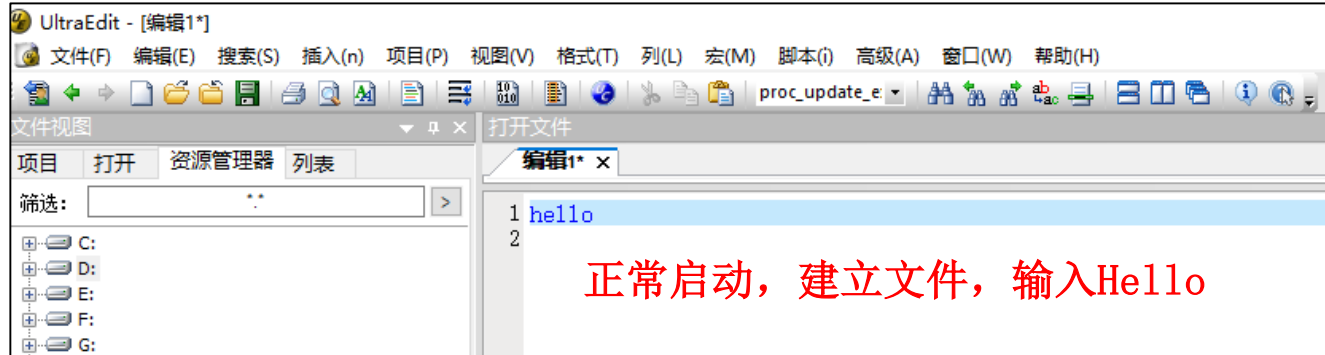 UltraEdit - [编辑1*]
文件(F) 编辑(E) 搜索(S) 插入(n) 项目(P) 视图(V) 格式(T) 列(L) 宏(M) 脚本(i) 高级(A) 窗口(W) 帮助(H)
proc_update_e:
文件视图
打开文件
项目 打开 资源管理器 列表
编辑1*
筛选: *.*
1 hello
2
C:
D:
E:
F:
G:
正常启动，建立文件，输入Hello